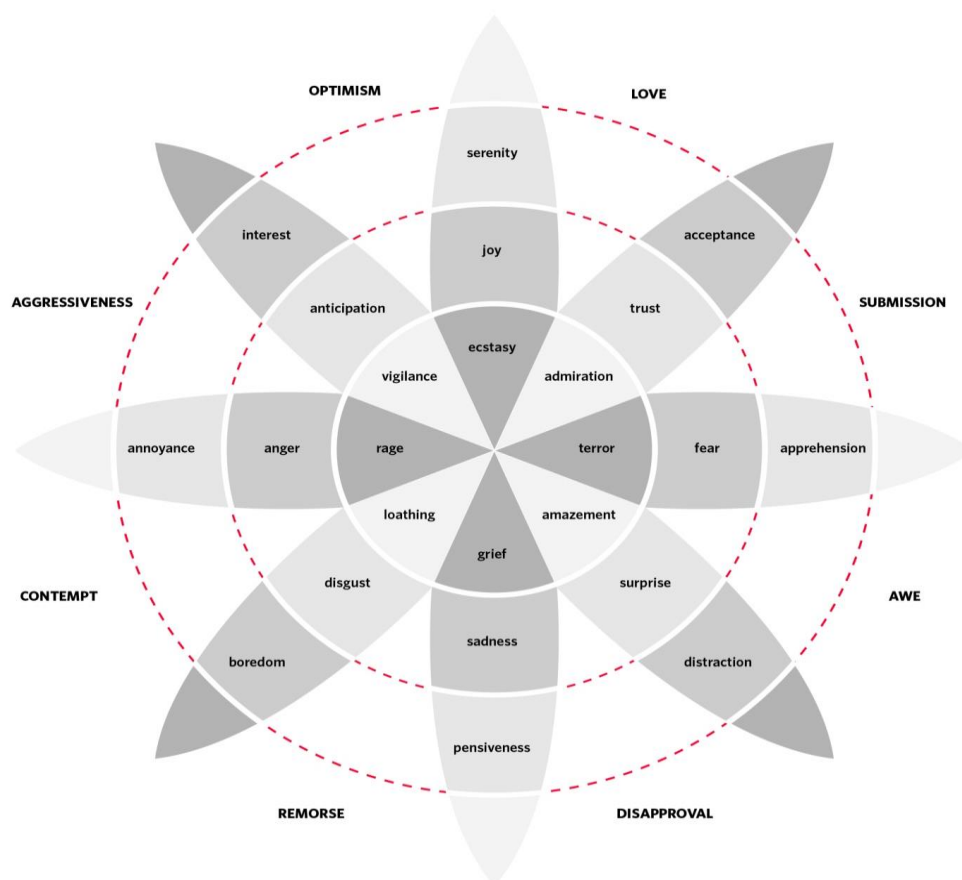 OPTIMISM
LOVE
serenity
interest
acceptance
joy
AGGRESSIVENESS
anticipation
trust
SUBMISSION
ecstasy
vigilance
admiration
annoyance
anger
rage
terror
fear
apprehension
loathing
amazement
grief
disgust
surprise
CONTEMPT
AWE
sadness
boredom
distraction
pensiveness
REMORSE
DISAPPROVAL